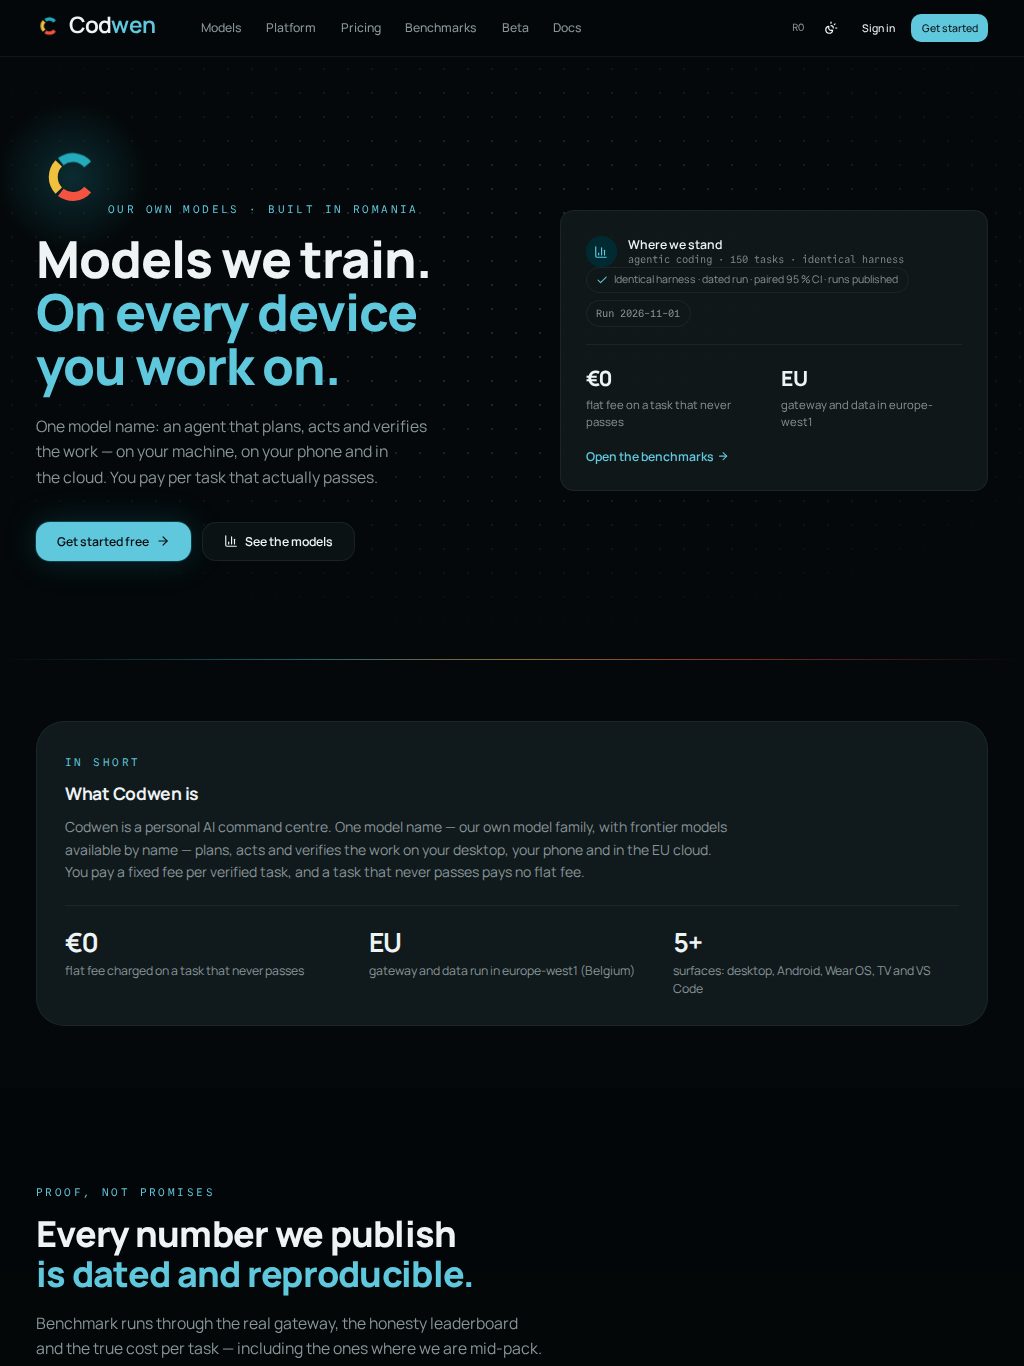 Codwen
Models Platform Pricing Benchmarks Beta Docs
RO Sign in Get started
OUR OWN MODELS · BUILT IN ROMANIA
Models we train.
On every device
you work on.
One model name: an agent that plans, acts and verifies
the work — on your machine, on your phone and in
the cloud. You pay per task that actually passes.
Get started free → See the models
Where we stand
agentic coding · 150 tasks · identical harness
Identical harness · dated run · paired 95 % CI · runs published
Run 2026-11-01
€0
flat fee on a task that never
passes
EU
gateway and data in europe-
west1
Open the benchmarks →
IN SHORT
What Codwen is
Codwen is a personal AI command centre. One model name — our own model family, with frontier models
available by name — plans, acts and verifies the work on your desktop, your phone and in the EU cloud.
You pay a fixed fee per verified task, and a task that never passes pays no flat fee.
€0
flat fee charged on a task that never passes
EU
gateway and data run in europe-west1 (Belgium)
5+
surfaces: desktop, Android, Wear OS, TV and VS
Code
PROOF, NOT PROMISES
Every number we publish
is dated and reproducible.
Benchmark runs through the real gateway, the honesty leaderboard
and the true cost per task — including the ones where we are mid-pack.